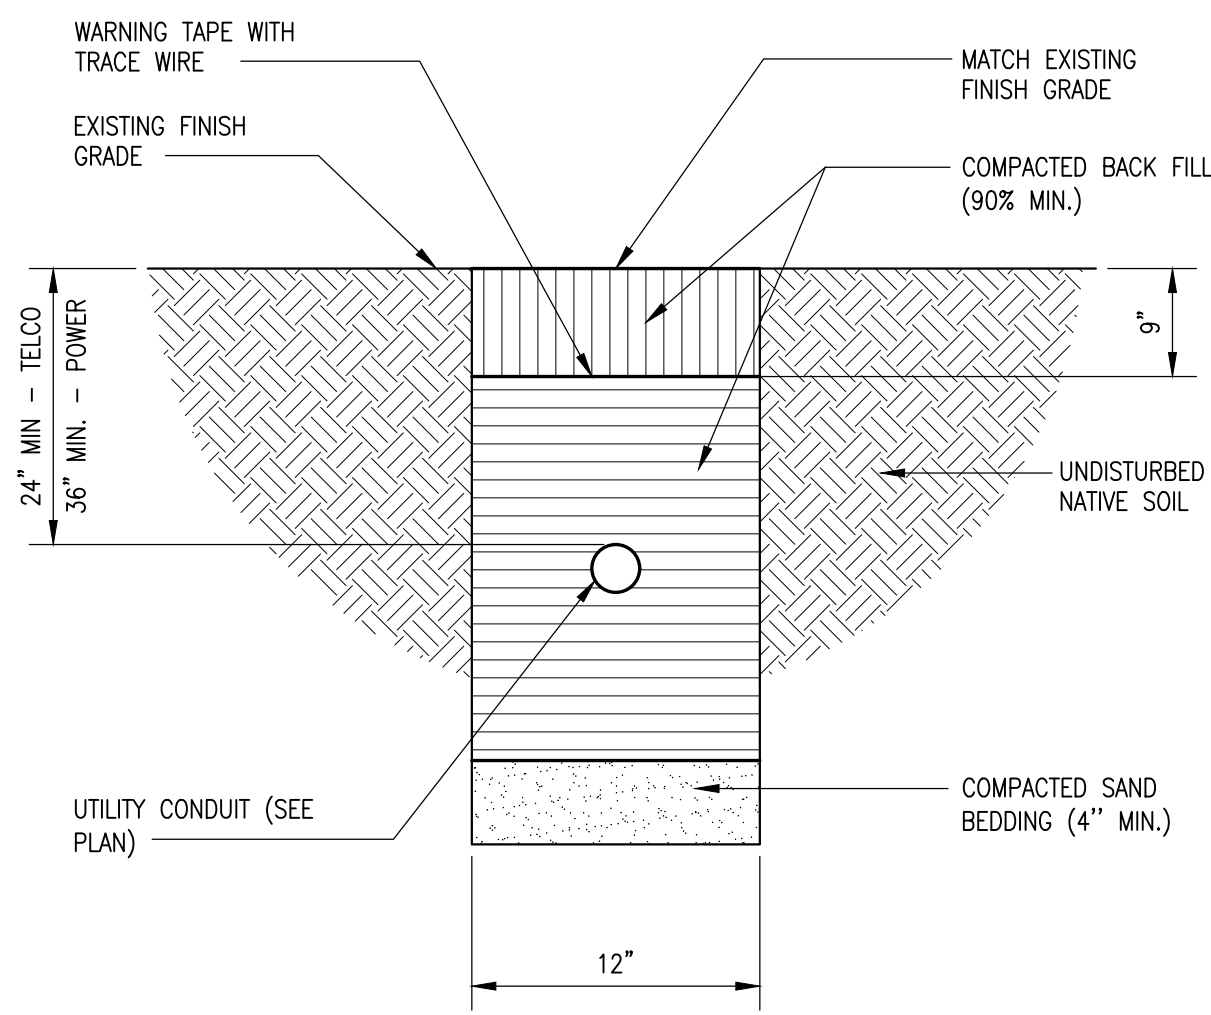 WARNING TAPE WITH
TRACE WIRE
MATCH EXISTING
FINISH GRADE
EXISTING FINISH
GRADE
COMPACTED BACK FILL
(90% MIN.)
24" MIN - TELCO
36" MIN. - POWER
9"
UNDISTURBED
NATIVE SOIL
UTILITY CONDUIT (SEE
PLAN)
COMPACTED SAND
BEDDING (4'' MIN.)
12"